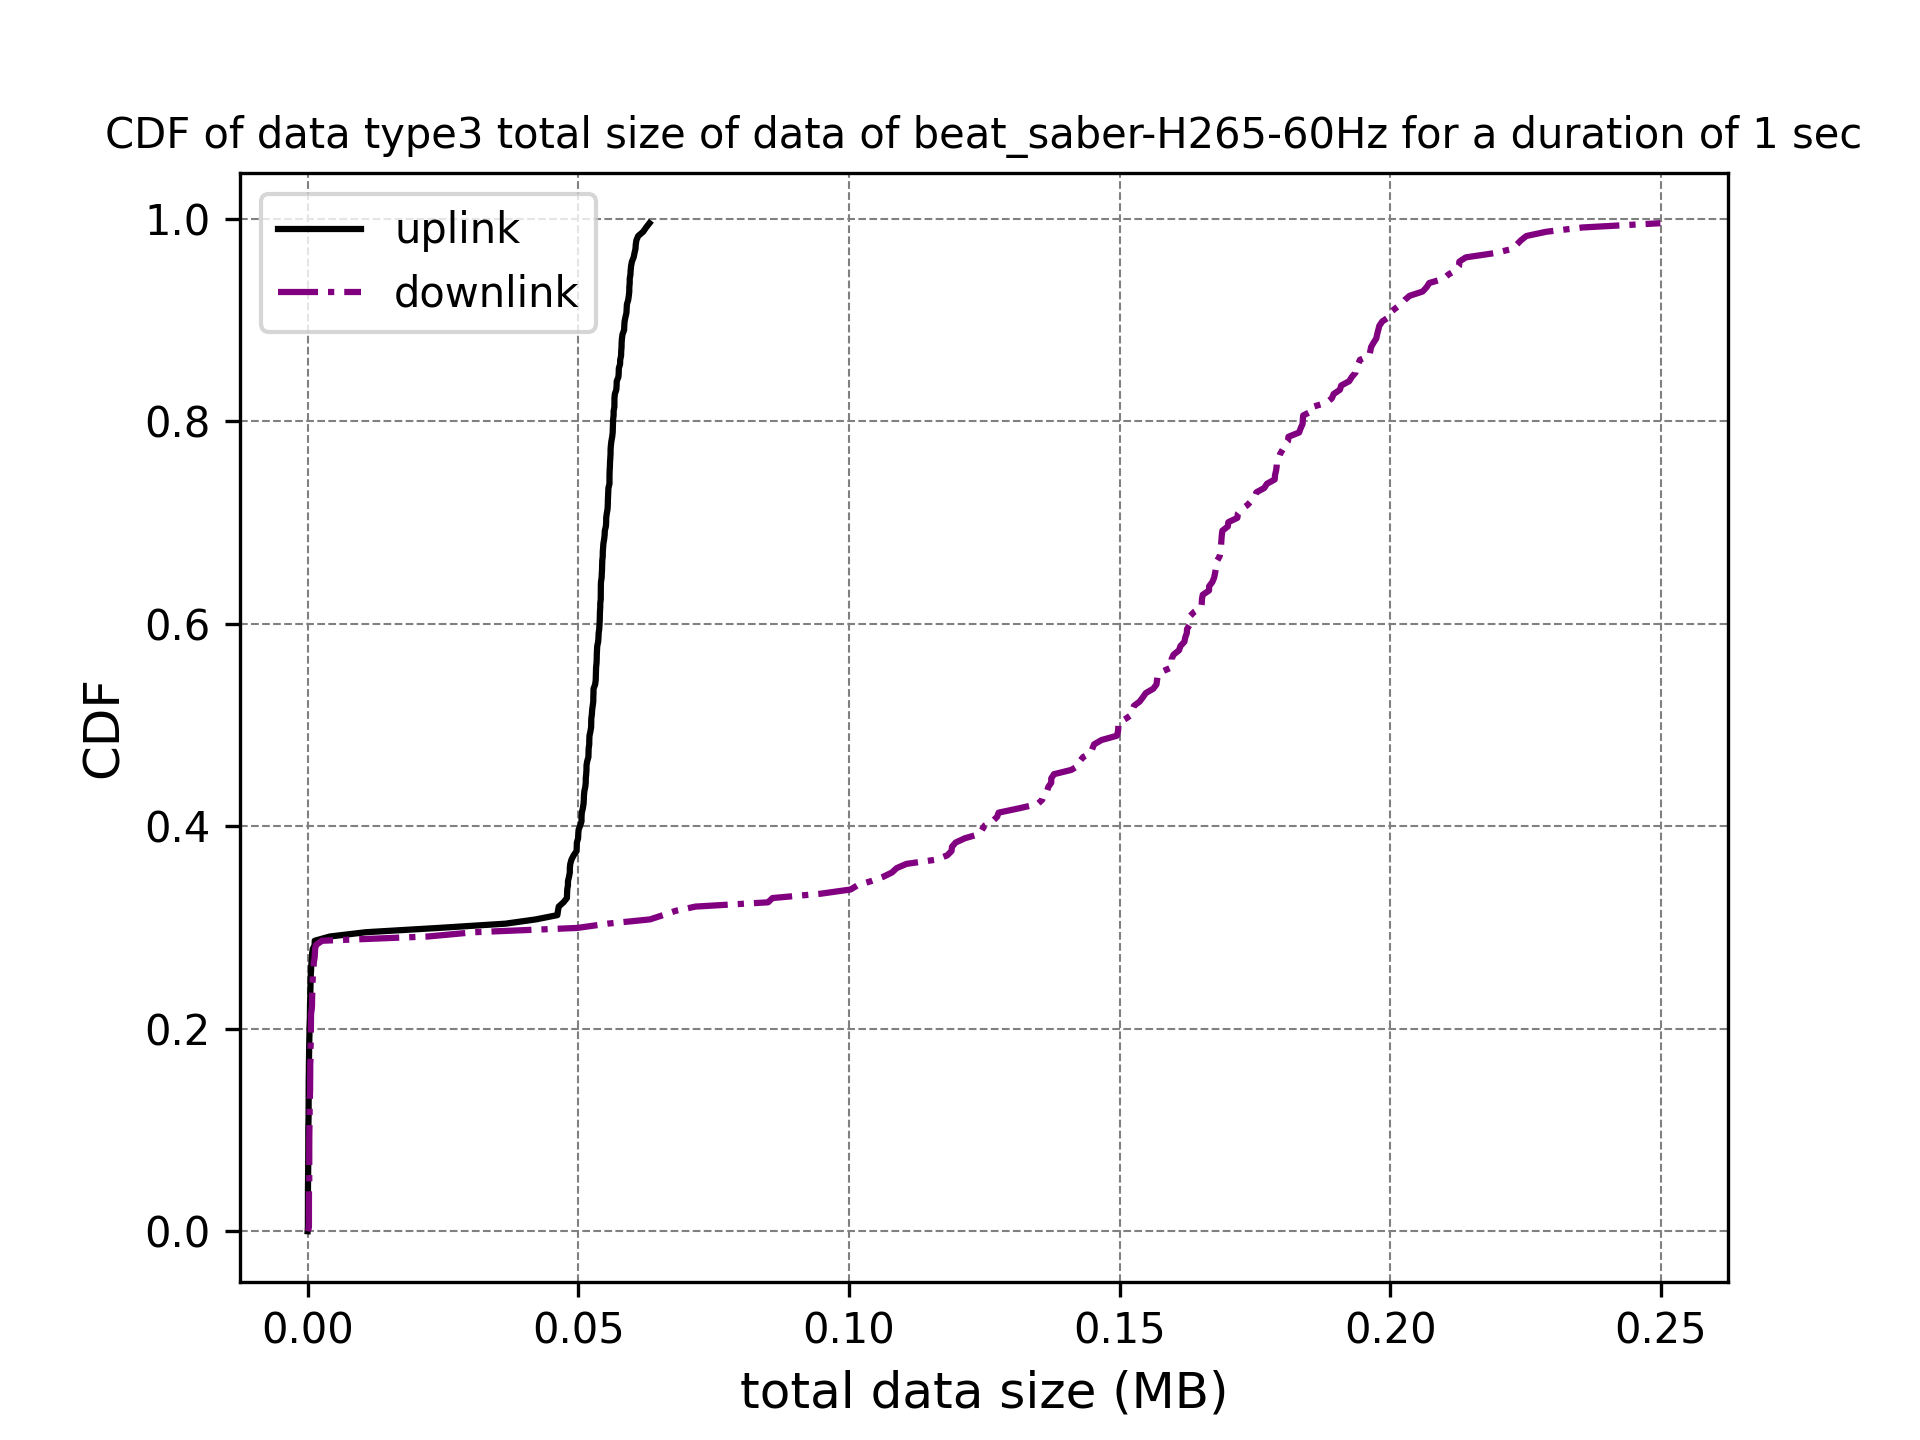 CDF of data type3 total size of data of beat_saber-H265-60Hz for a duration of 1 sec
uplink
downlink
1.0
0.8
0.6
0.4
0.2
0.0
CDF
0.00 0.05 0.10 0.15 0.20 0.25
total data size (MB)